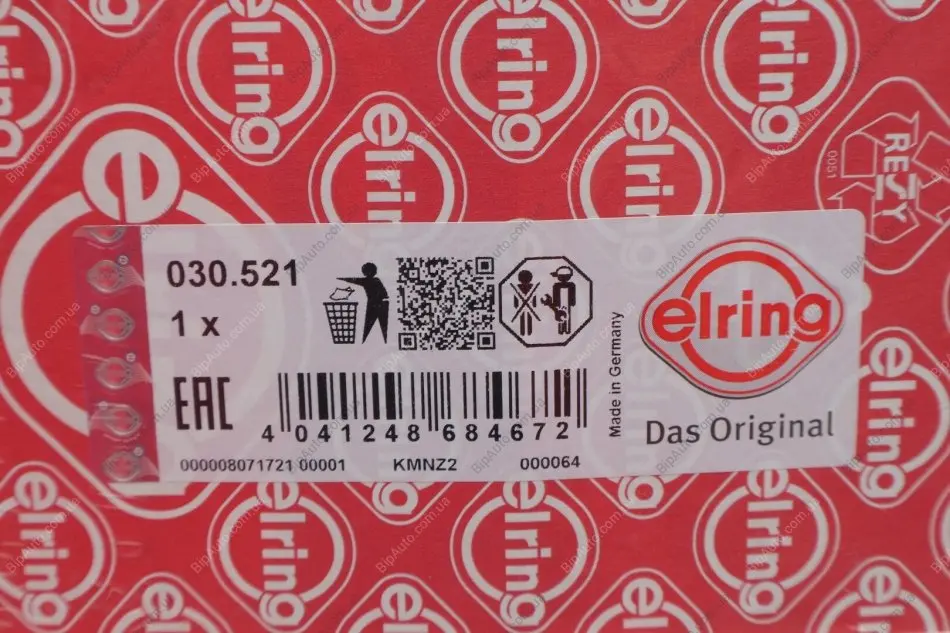 030.521
1 x
EAC
4 041248 684672
000008071721 00001 KMNZ2 000064
Made in Germany
elring
Das Original
elring
RESY
0051
BipAuto.com.ua